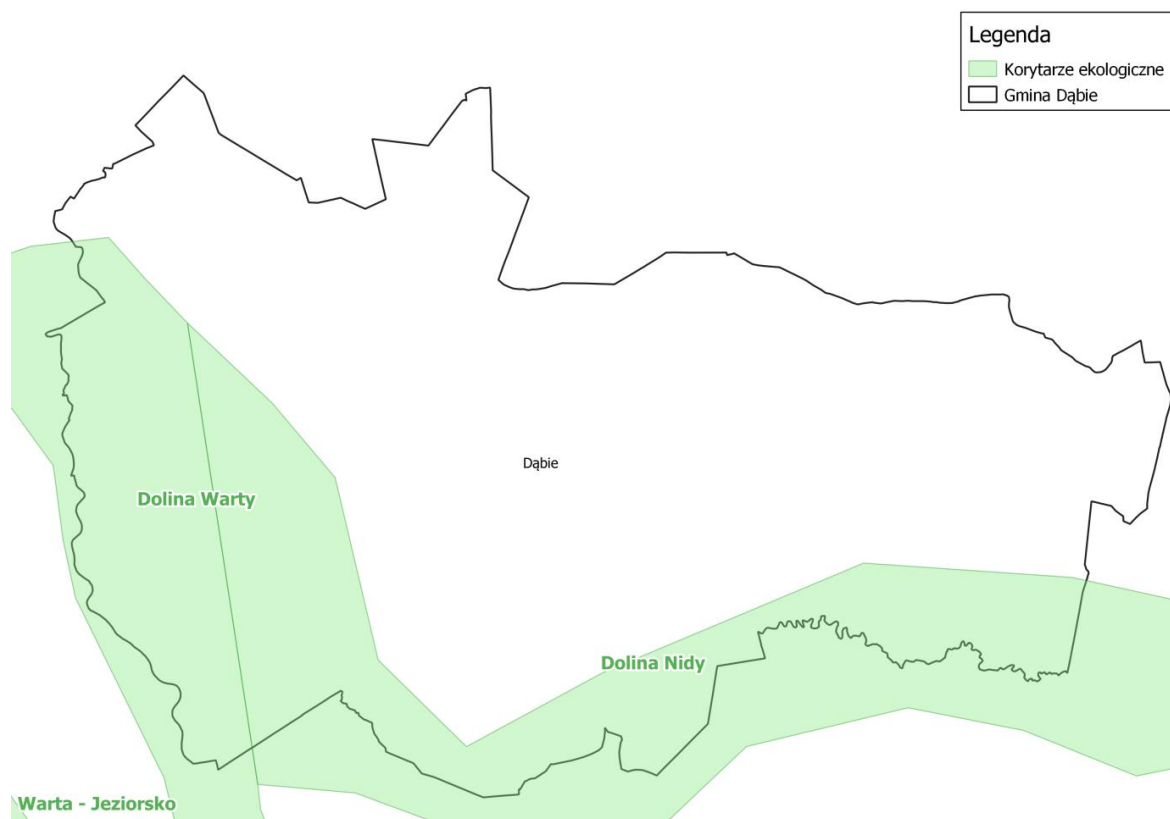 Legenda
Korytarze ekologiczne
Gmina Dąbie
Dąbie
Dolina Warty
Dolina Nidy
Warta - Jeziorsko